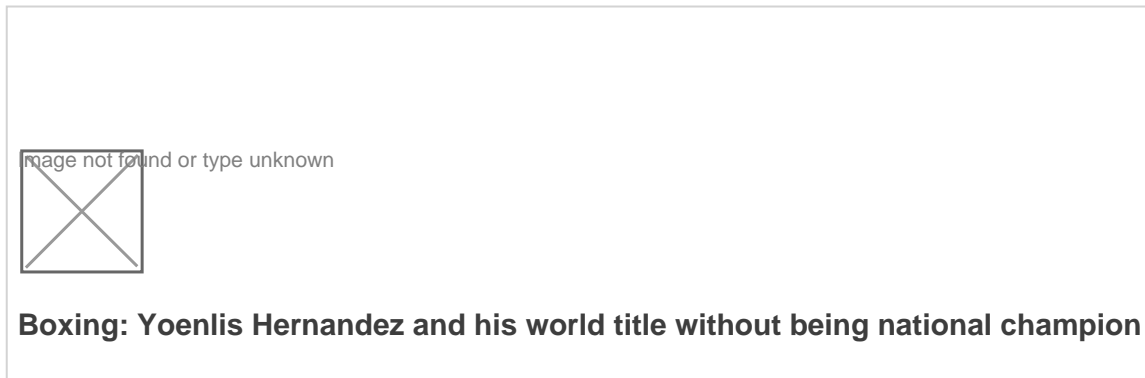 Image not found or type unknown
Boxing: Yoenlis Hernandez and his world title without being national champion